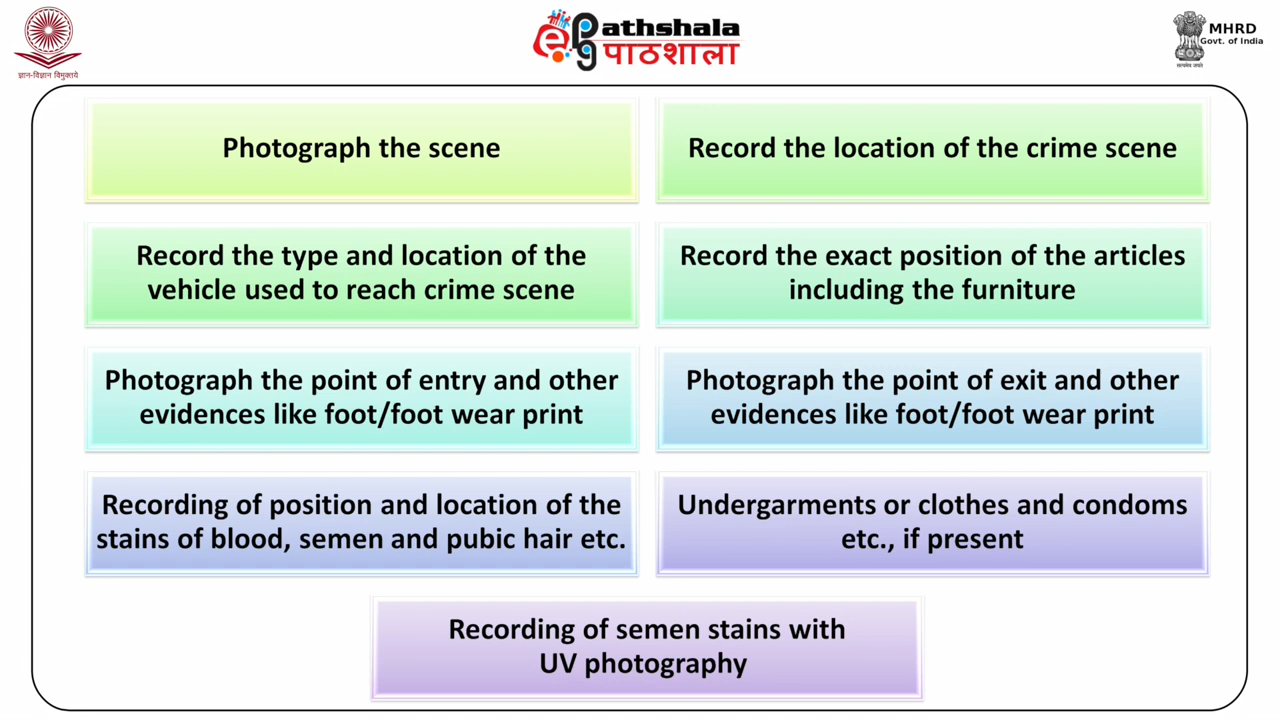 ज्ञान-विज्ञान विमुक्तये
e pg
Pathshala
पाठशाला
MHRD
Govt. of India
सत्यमेव जयते
Photograph the scene
Record the location of the crime scene
Record the type and location of the
vehicle used to reach crime scene
Record the exact position of the articles
including the furniture
Photograph the point of entry and other
evidences like foot/foot wear print
Photograph the point of exit and other
evidences like foot/foot wear print
Recording of position and location of the
stains of blood, semen and pubic hair etc.
Undergarments or clothes and condoms
etc., if present
Recording of semen stains with
UV photography